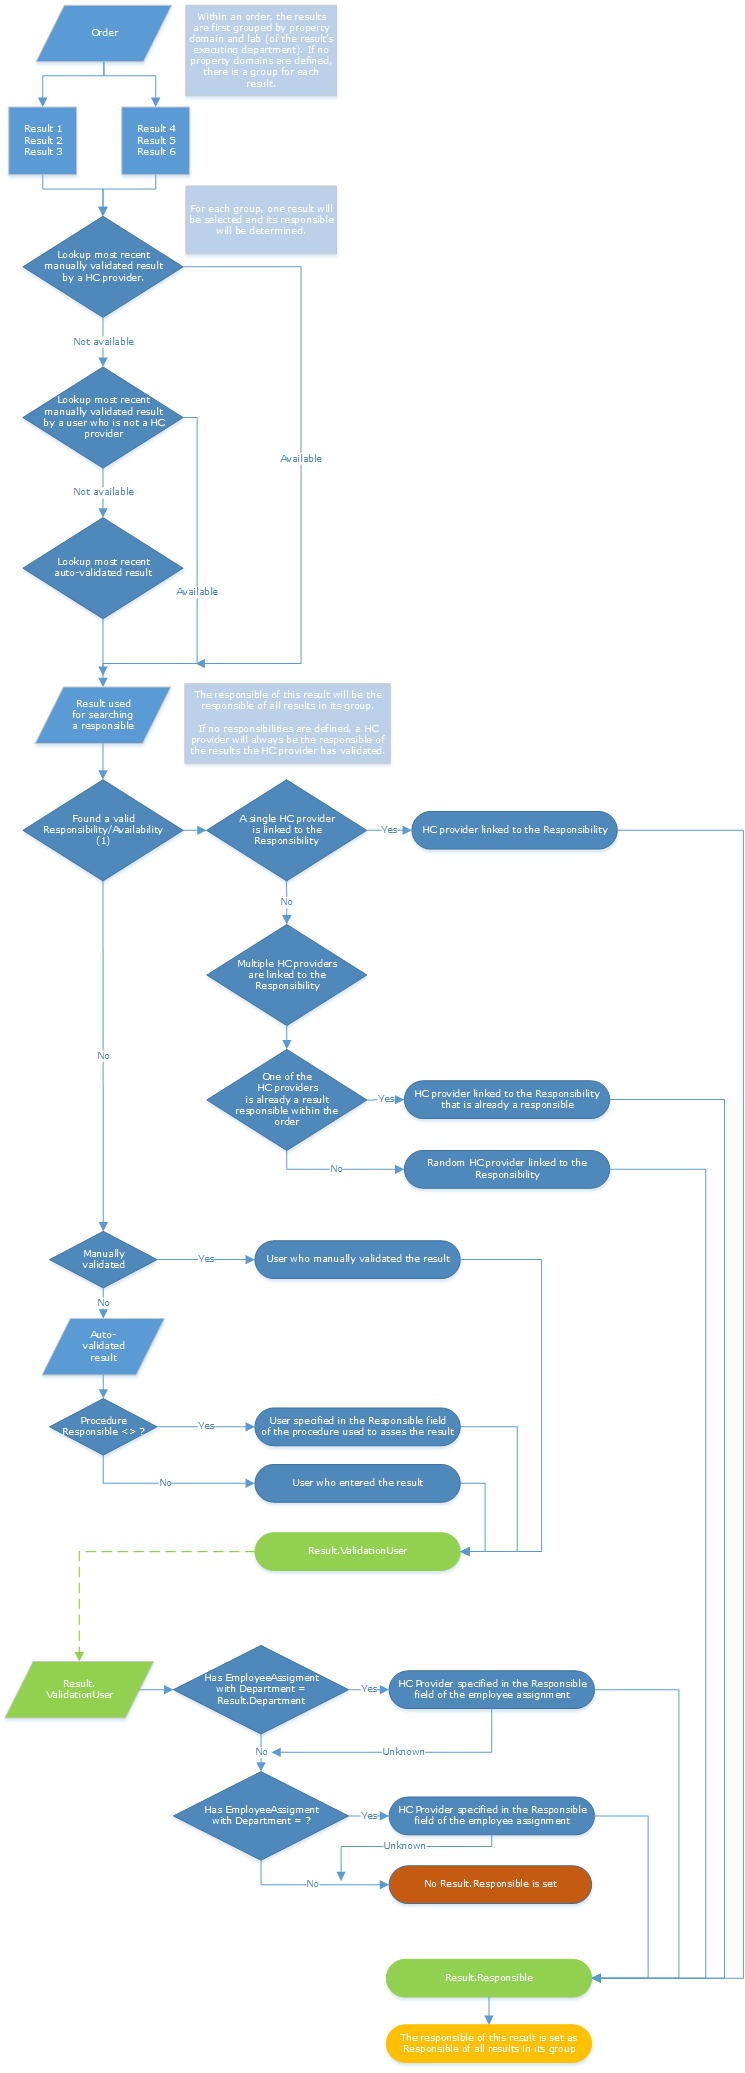 Order
Within an order, the results
are first grouped by property
domain and lab (of the result's
executing department). If no
property domains are defined,
there is a group for each
result.
Result 1
Result 2
Result 3
Result 4
Result 5
Result 6
For each group, one result will
be selected and its responsible
will be determined.
Lookup most recent
manually validated result
by a HC provider.
Not available
Lookup most recent
manually validated result
by a user who is not a HC
provider
Available
Not available
Lookup most recent
auto-validated result
Available
Result used
for searching
a responsible
The responsible of this result will be the
responsible of all results in its group.
If no responsibilities are defined, a HC
provider will always be the responsible of
the results the HC provider has validated.
Found a valid
Responsibility/Availability
(1)
A single HC provider
is linked to the
Responsibility
Yes
HC provider linked to the Responsibility
No
Multiple HC providers
are linked to the
Responsibility
No
One of the
HC providers
is already a result
responsible within the
order
Yes
HC provider linked to the Responsibility
that is already a responsible
No
Random HC provider linked to the
Responsibility
Manually
validated
Yes
User who manually validated the result
No
Auto-
validated
result
Procedure
Responsible <> ?
Yes
User specified in the Responsible field
of the procedure used to asses the result
No
User who entered the result
Result.ValidationUser
Result.
ValidationUser
Has EmployeeAssigment
with Department =
Result.Department
Yes
HC Provider specified in the Responsible
field of the employee assignment
No
Unknown
Has EmployeeAssigment
with Department = ?
Yes
HC Provider specified in the Responsible
field of the employee assignment
Unknown
No
No Result.Responsible is set
Result.Responsible
The responsible of this result is set as
Responsible of all results in its group